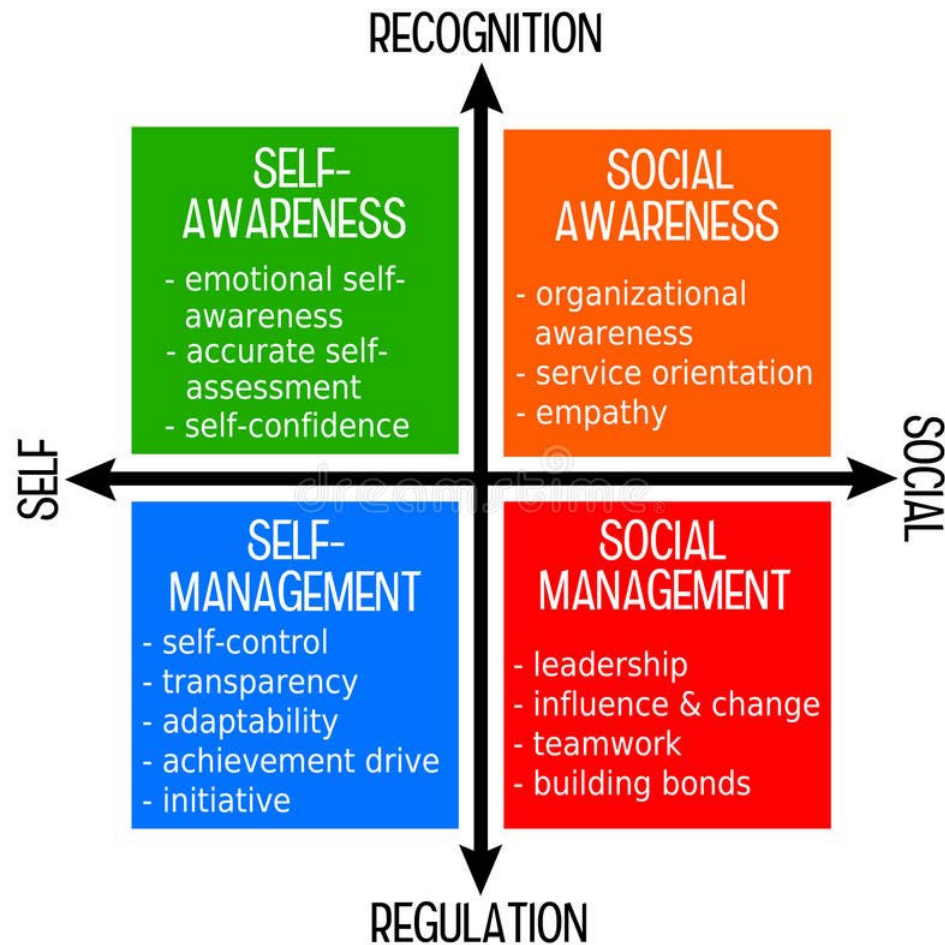 RECOGNITION
SELF-
AWARENESS
- emotional self-
awareness
- accurate self-
assessment
- self-confidence
SOCIAL
AWARENESS
- organizational
awareness
- service orientation
- empathy
SELF
SOCIAL
dreamstime
SELF-
MANAGEMENT
- self-control
- transparency
- adaptability
- achievement drive
- initiative
SOCIAL
MANAGEMENT
- leadership
- influence & change
- teamwork
- building bonds
REGULATION